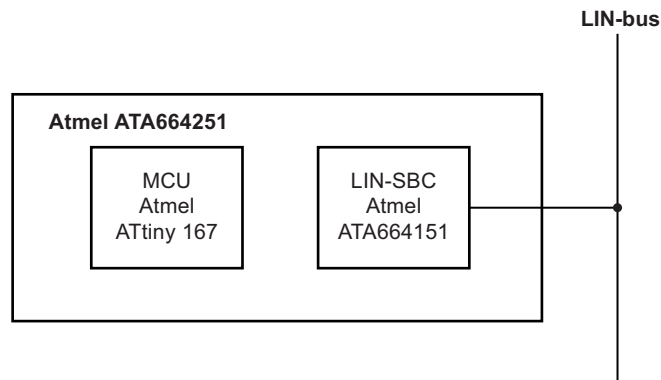 LIN-bus
Atmel ATA664251
MCU
Atmel
ATtiny 167
LIN-SBC
Atmel
ATA664151